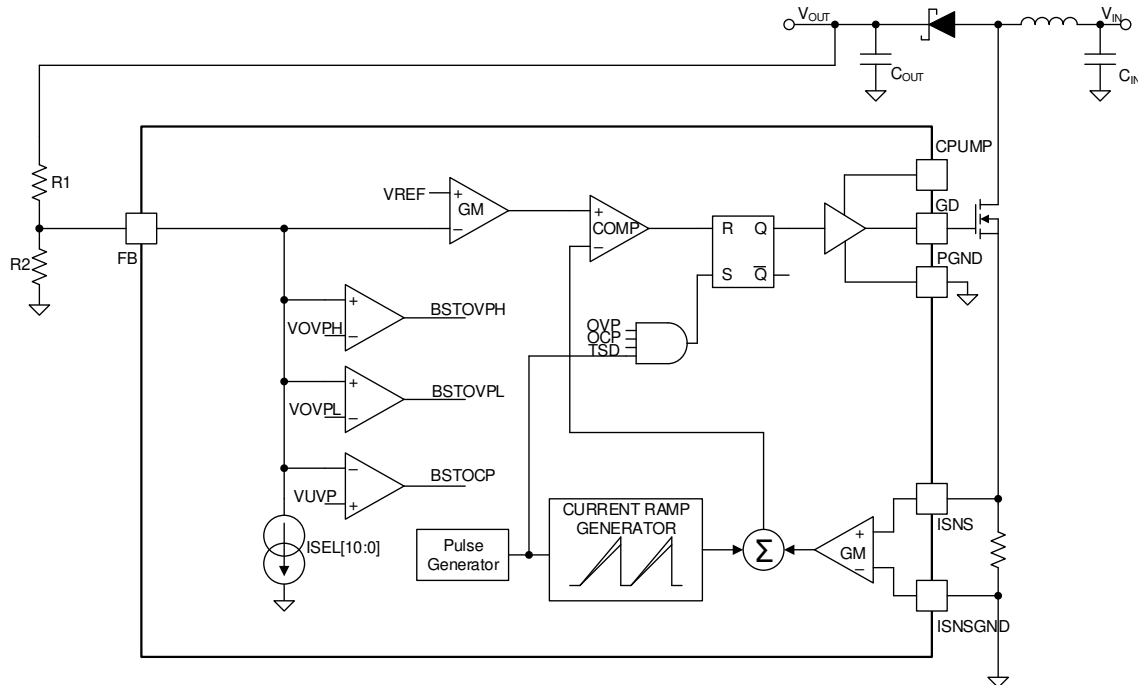 VOUT
VIN
COUT
CIN
CPUMP
R1
VREF
+
GM
−
+
COMP
−
R Q
S Q̅
GD
FB
R2
PGND
+
VOVPH
−
BSTOVPH
OVP
OCP
TSD
+
VOVPL
−
BSTOVPL
−
VUVP
+
BSTOCP
ISEL[10:0]
Pulse
Generator
CURRENT RAMP
GENERATOR
Σ
+
GM
−
ISNS
ISNSGND